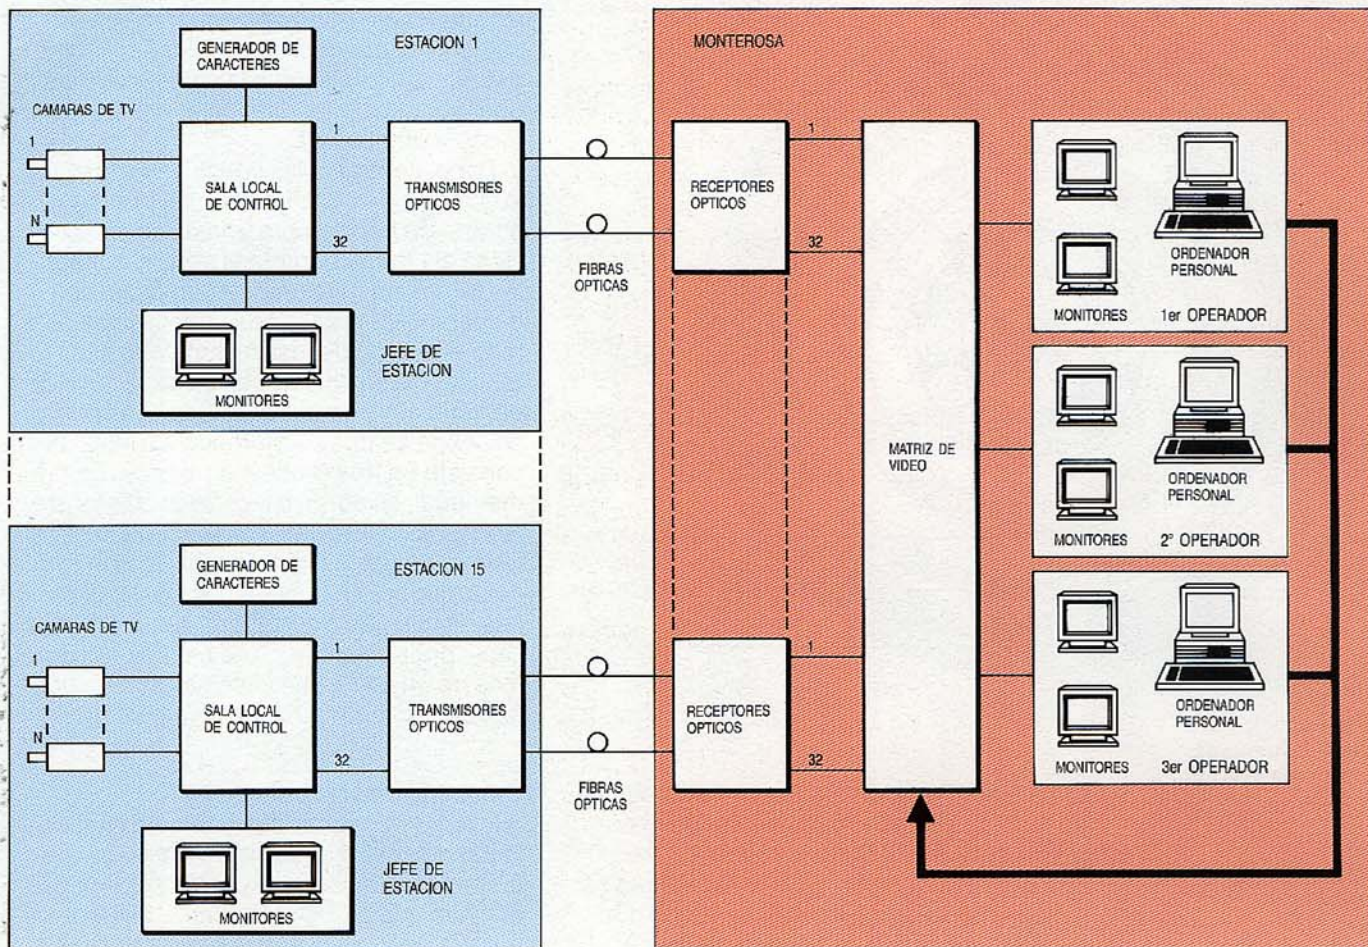 ESTACION 1
GENERADOR DE
CARACTERES
CAMARAS DE TV
1
N
SALA LOCAL
DE CONTROL
1
32
TRANSMISORES
OPTICOS
JEFE DE
ESTACION
MONITORES
FIBRAS
OPTICAS
ESTACION 15
GENERADOR DE
CARACTERES
CAMARAS DE TV
1
N
SALA LOCAL
DE CONTROL
1
32
TRANSMISORES
OPTICOS
JEFE DE
ESTACION
MONITORES
FIBRAS
OPTICAS
MONTEROSA
RECEPTORES
OPTICOS
1
32
RECEPTORES
OPTICOS
1
32
MATRIZ DE
VIDEO
ORDENADOR
PERSONAL
MONITORES
1er OPERADOR
ORDENADOR
PERSONAL
MONITORES
2° OPERADOR
ORDENADOR
PERSONAL
MONITORES
3er OPERADOR